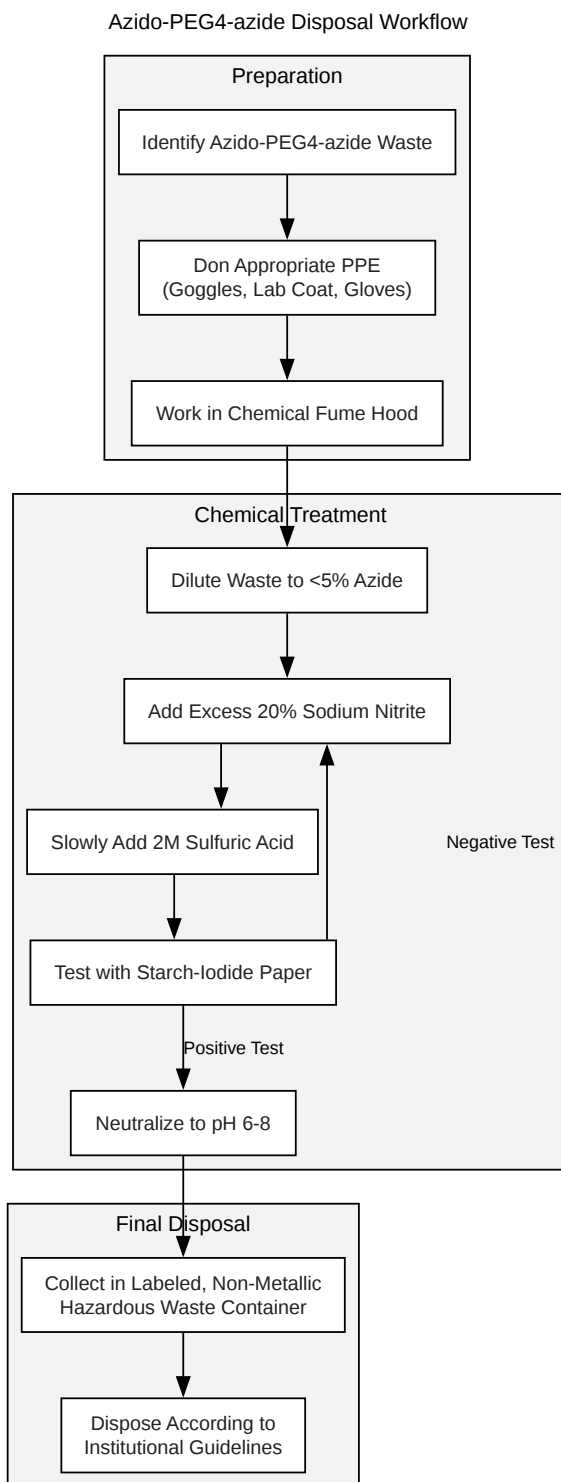 Azido-PEG4-azide Disposal Workflow
Preparation
Identify Azido-PEG4-azide Waste
Don Appropriate PPE
(Goggles, Lab Coat, Gloves)
Work in Chemical Fume Hood
Chemical Treatment
Dilute Waste to <5% Azide
Add Excess 20% Sodium Nitrite
Slowly Add 2M Sulfuric Acid
Negative Test
Test with Starch-Iodide Paper
Positive Test
Neutralize to pH 6-8
Final Disposal
Collect in Labeled, Non-Metallic
Hazardous Waste Container
Dispose According to
Institutional Guidelines